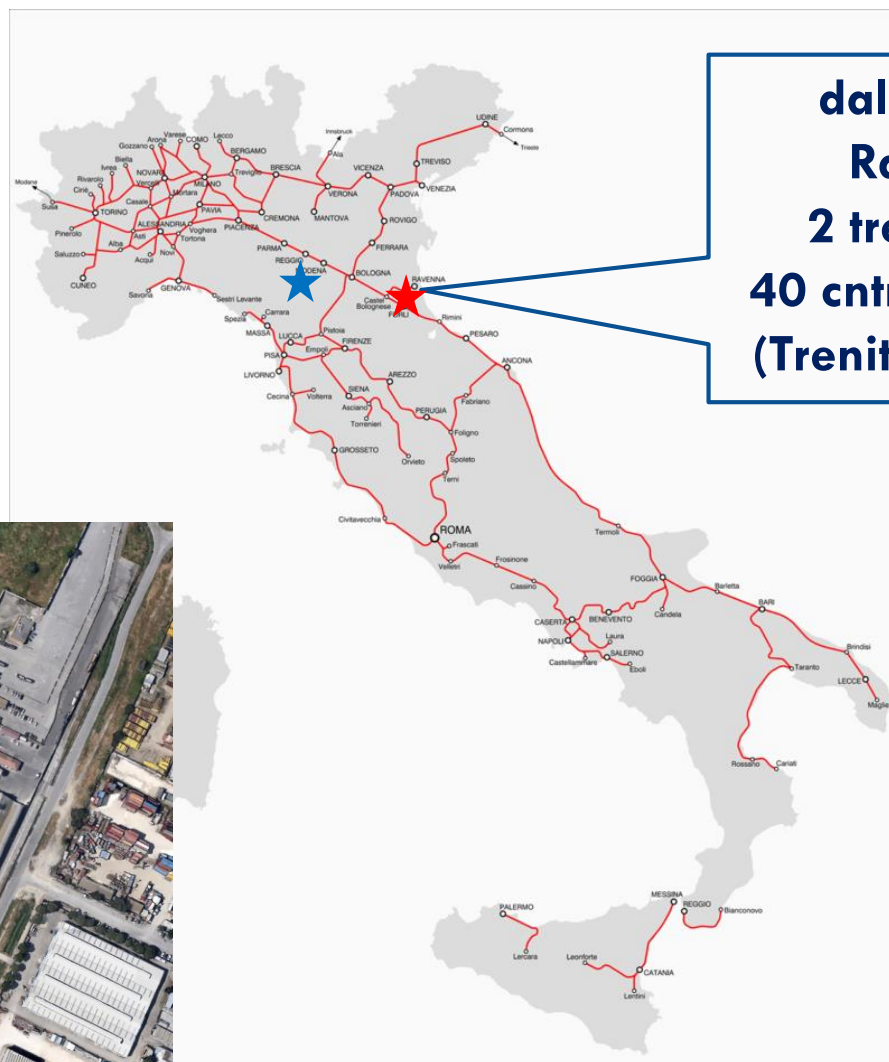 dal
Ra
2 tre
40 cntr
(Trenit
Innsbruck
UDINE
Cormons
Trieste
Varese
COMO
Lecco
Arona
Gozzano
BERGAMO
Pala
TREVISO
Biella
Ivrea
NOVARA
MILANO
Treviglio
BRESCIA
VICENZA
VENEZIA
Rivarolo
Ciriè
Vercelli
VERONA
PADOVA
Modane
Mortara
Susa
TORINO
Casale
PAVIA
CREMONA
MANTOVA
ROVIGO
Pinerolo
Asti
ALESSANDRIA
Voghera
PIACENZA
Tortona
PARMA
FERRARA
Saluzzo
Alba
Acqui
Novi
REGGIO
MODENA
BOLOGNA
RAVENNA
CUNEO
Savona
GENOVA
Sestri Levante
Castel
Bolognese
FORLI
Rimini
Spezia
Carrara
MASSA
LUCCA
Pistoia
FIRENZE
PESARO
PISA
Empoli
ANCONA
LIVORNO
AREZZO
Cecina
Volterra
SIENA
Asciano
Torrenieri
PERUGIA
Fabriano
Foligno
GROSSETO
Orvieto
Spoleto
Terni
Civitavecchia
ROMA
Frascati
Velletri
Frosinone
Cassino
Termoli
FOGGIA
Barletta
BARI
CASERTA
BENEVENTO
Candela
NAPOLI
Laura
Brindisi
Castellammare
SALERNO
Eboli
Taranto
LECCE
Maglie
Rossano
Cariati
MESSINA
REGGIO
Bianconovo
PALERMO
Lercara
Leonforte
CATANIA
Lentini